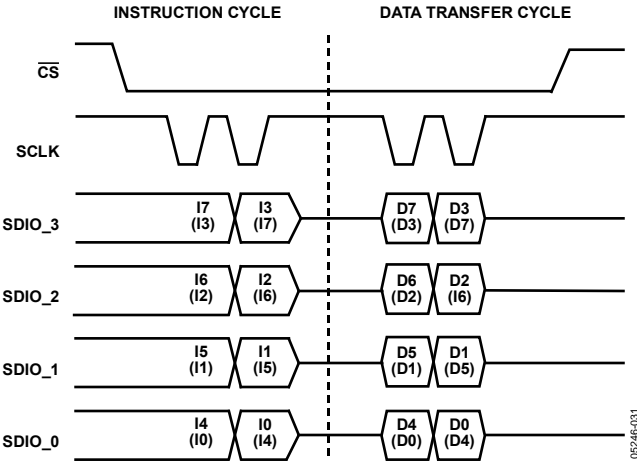 INSTRUCTION CYCLE
DATA TRANSFER CYCLE
CS
SCLK
SDIO_3
I7
(I3)
I3
(I7)
D7
(D3)
D3
(D7)
SDIO_2
I6
(I2)
I2
(I6)
D6
(D2)
D2
(I6)
SDIO_1
I5
(I1)
I1
(I5)
D5
(D1)
D1
(D5)
SDIO_0
I4
(I0)
I0
(I4)
D4
(D0)
D0
(D4)
05246-031